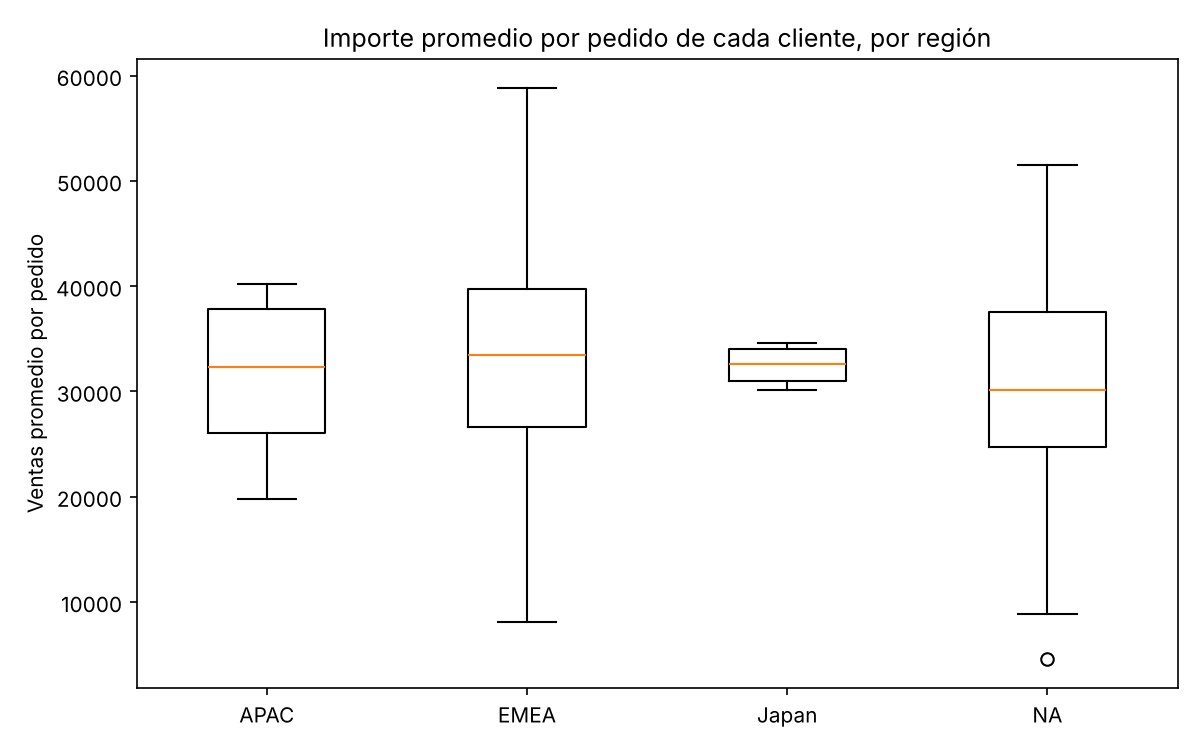 Importe promedio por pedido de cada cliente, por región
Ventas promedio por pedido
60000
50000
40000
30000
20000
10000
APAC
EMEA
Japan
NA